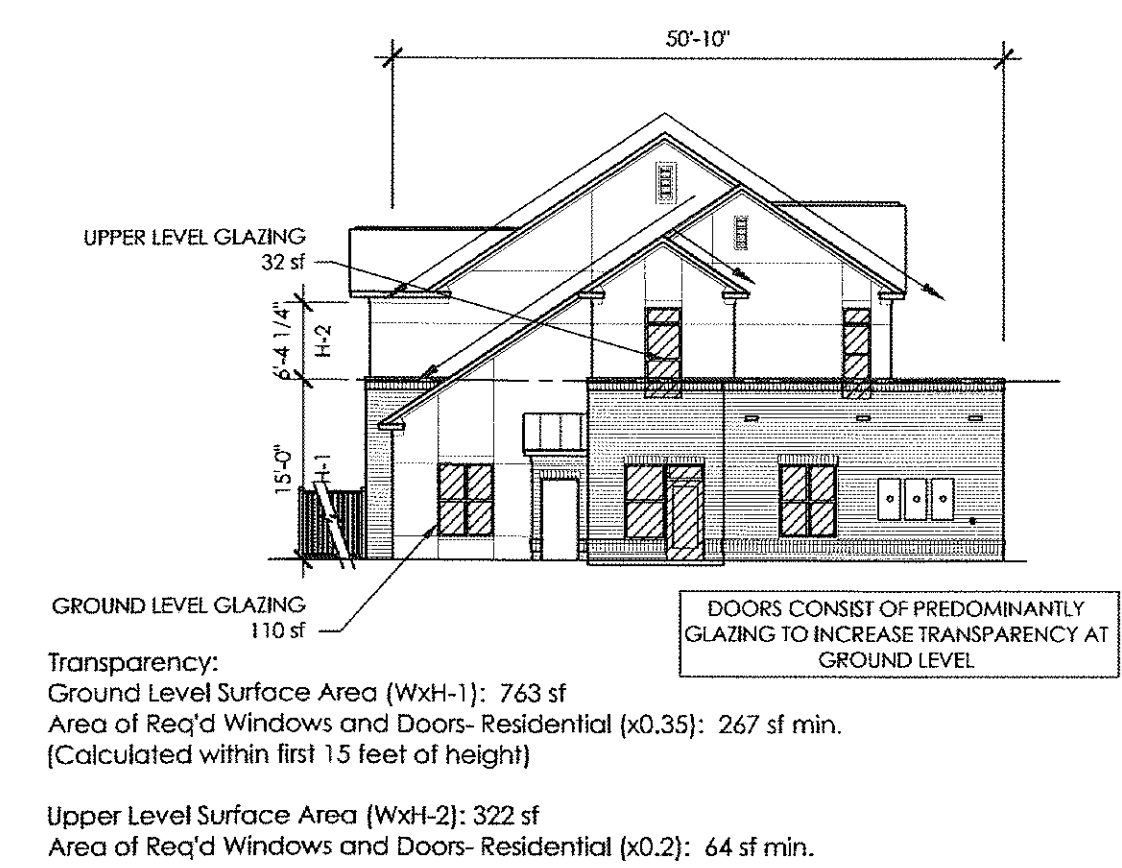 50'-10"
UPPER LEVEL GLAZING
32 sf
6'-4 1/4"
H-2
15'-0"
H-1
GROUND LEVEL GLAZING
110 sf
DOORS CONSIST OF PREDOMINANTLY
GLAZING TO INCREASE TRANSPARENCY AT
GROUND LEVEL
Transparency:
Ground Level Surface Area (WxH-1): 763 sf
Area of Req'd Windows and Doors- Residential (x0.35): 267 sf min.
(Calculated within first 15 feet of height)
Upper Level Surface Area (WxH-2): 322 sf
Area of Req'd Windows and Doors- Residential (x0.2): 64 sf min.